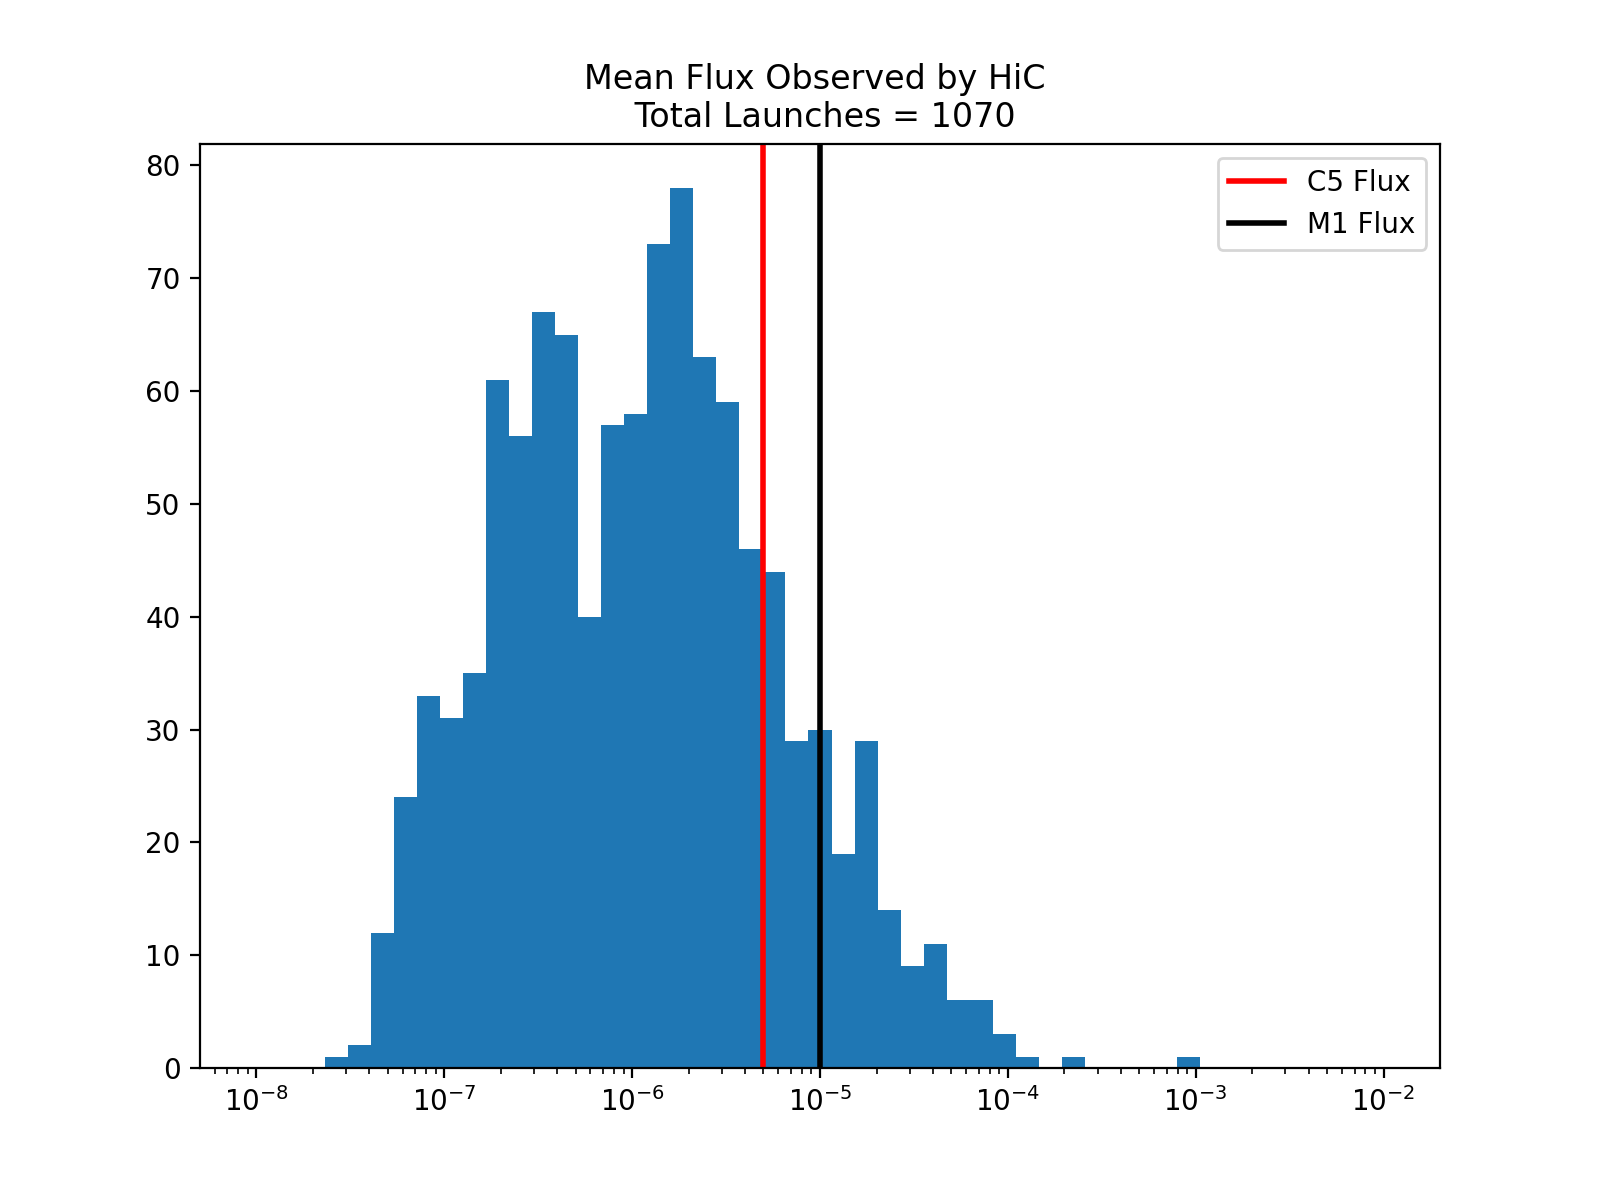 Mean Flux Observed by HiC
Total Launches = 1070
C5 Flux
M1 Flux
80
70
60
50
40
30
20
10
0
10⁻⁸ 10⁻⁷ 10⁻⁶ 10⁻⁵ 10⁻⁴ 10⁻³ 10⁻²